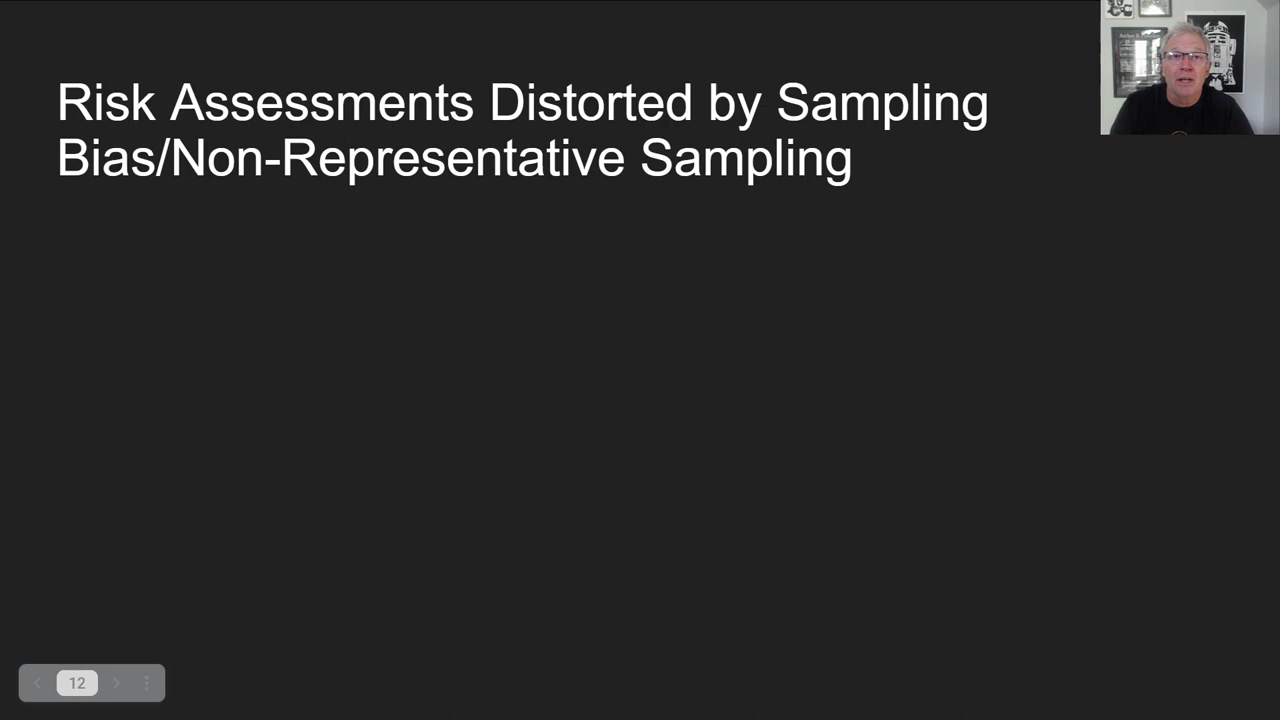 Risk Assessments Distorted by Sampling
Bias/Non-Representative Sampling
12